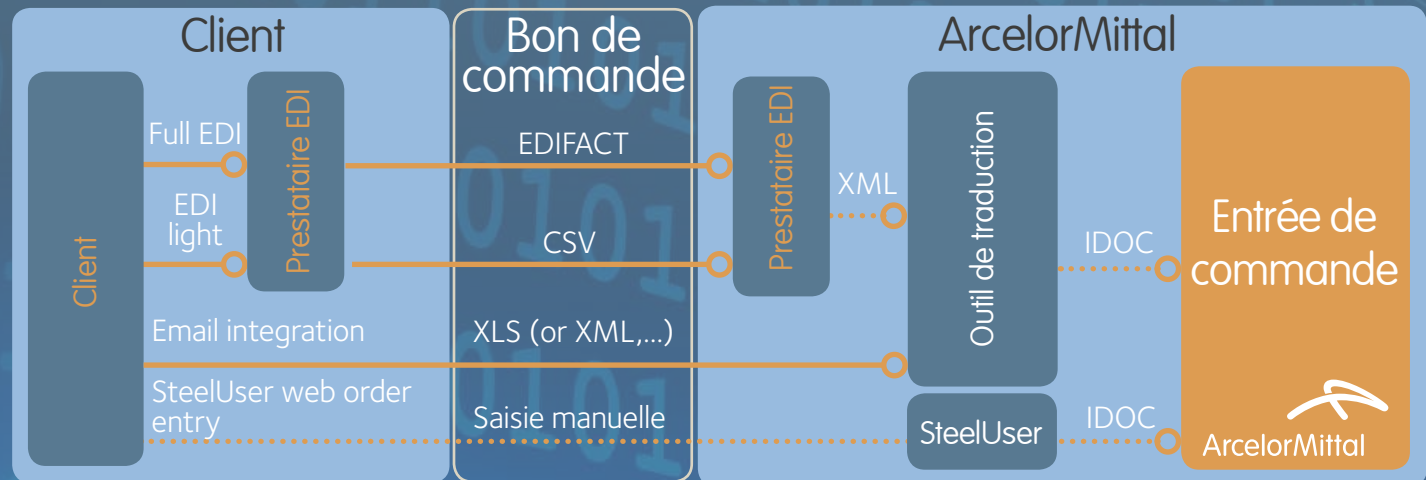 Client
Bon de
commande
ArcelorMittal
Client
Full EDI
EDI
light
Prestataire EDI
EDIFACT
CSV
Prestataire EDI
XML
Outil de traduction
IDOC
Entrée de
commande
Email integration
XLS (or XML,...)
SteelUser web order
entry
Saisie manuelle
SteelUser
IDOC
ArcelorMittal